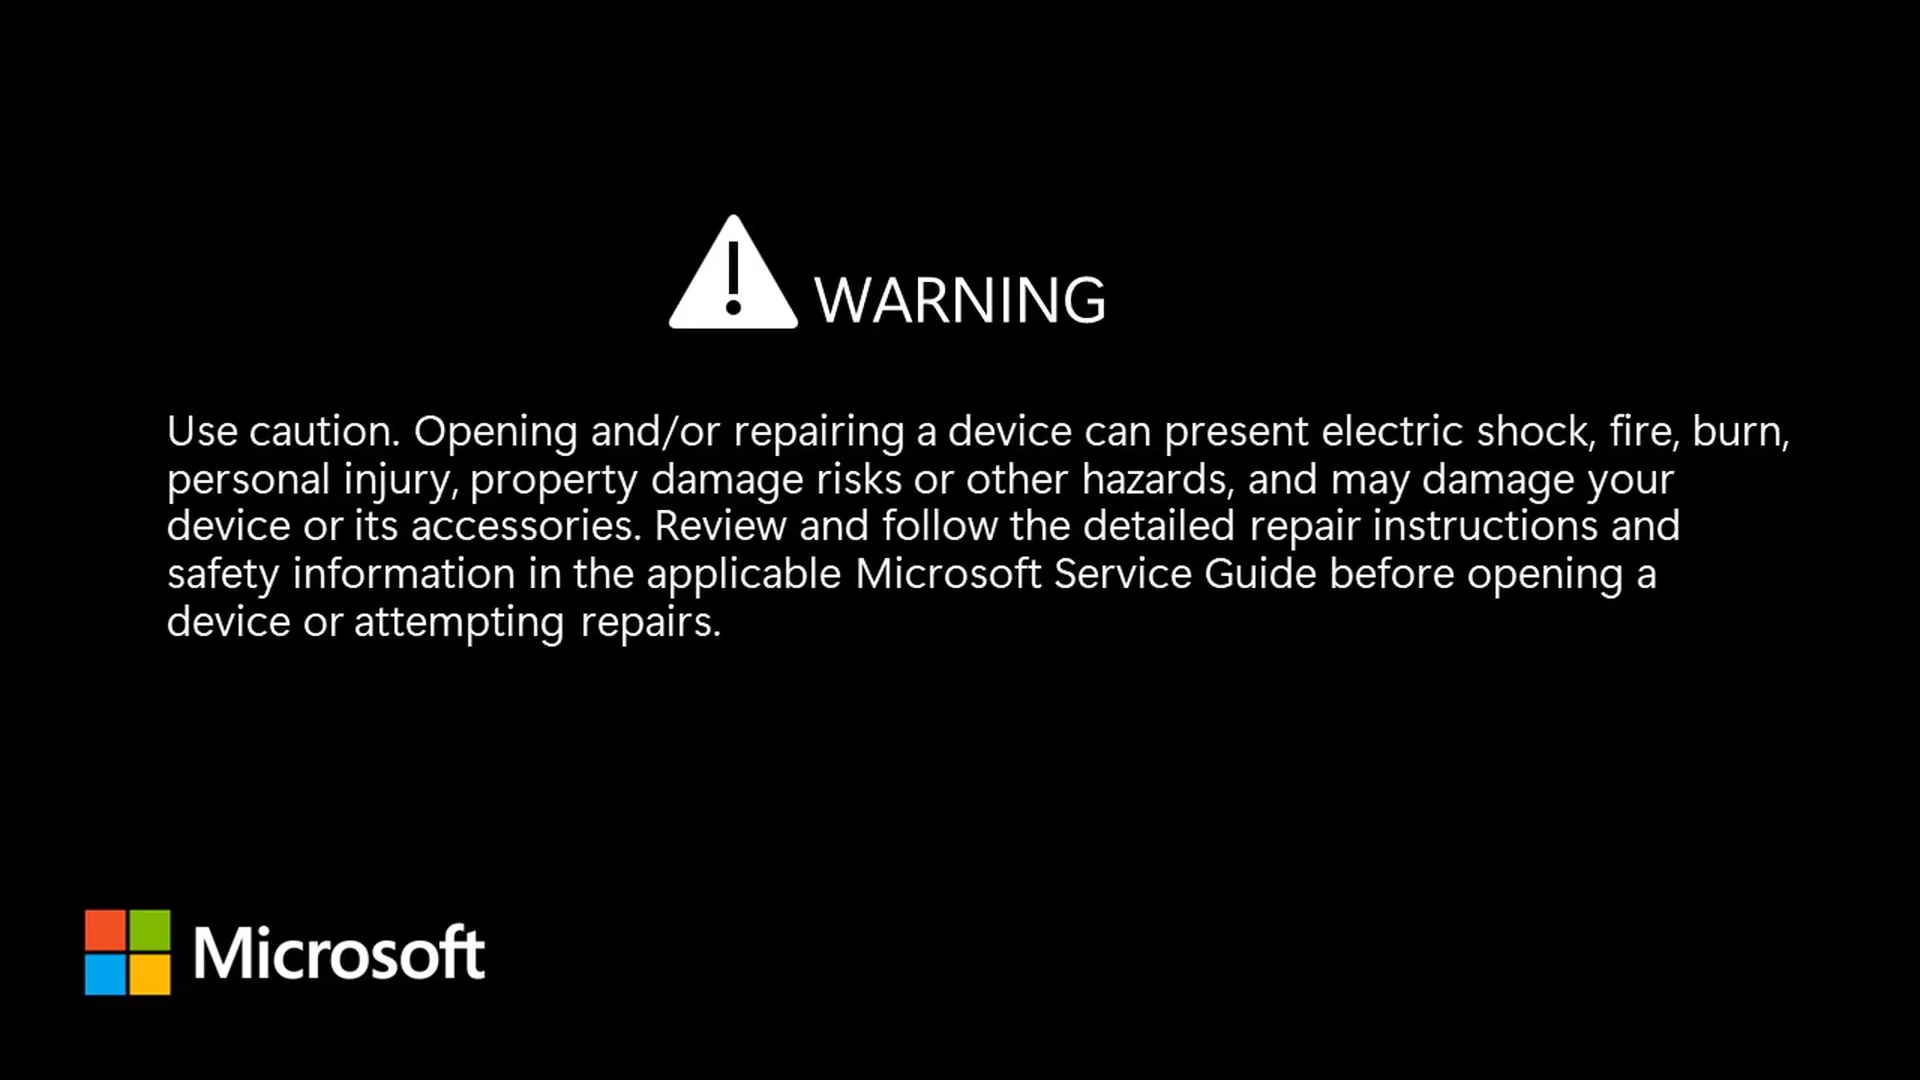 WARNING
Use caution. Opening and/or repairing a device can present electric shock, fire, burn,
personal injury, property damage risks or other hazards, and may damage your
device or its accessories. Review and follow the detailed repair instructions and
safety information in the applicable Microsoft Service Guide before opening a
device or attempting repairs.
Microsoft